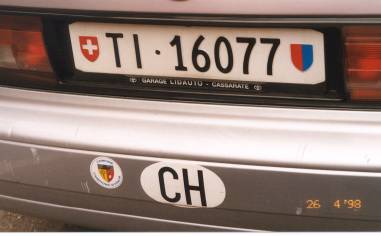 TI·16077
GARAGE LIDAUTO - CASSARATE
CH
26 4 '98